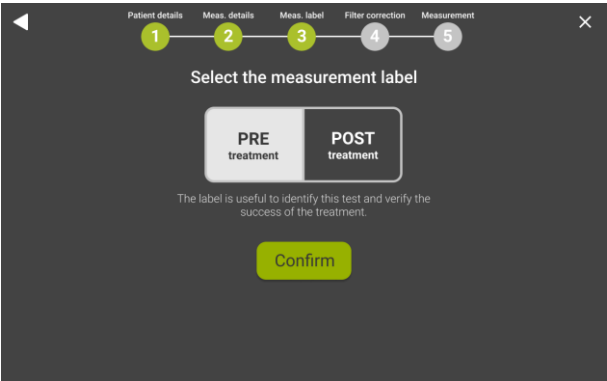 Patient details Meas. details Meas. label Filter correction Measurement
1 2 3 4 5
Select the measurement label
PRE POST
treatment treatment
The label is useful to identify this test and verify the
success of the treatment.
Confirm